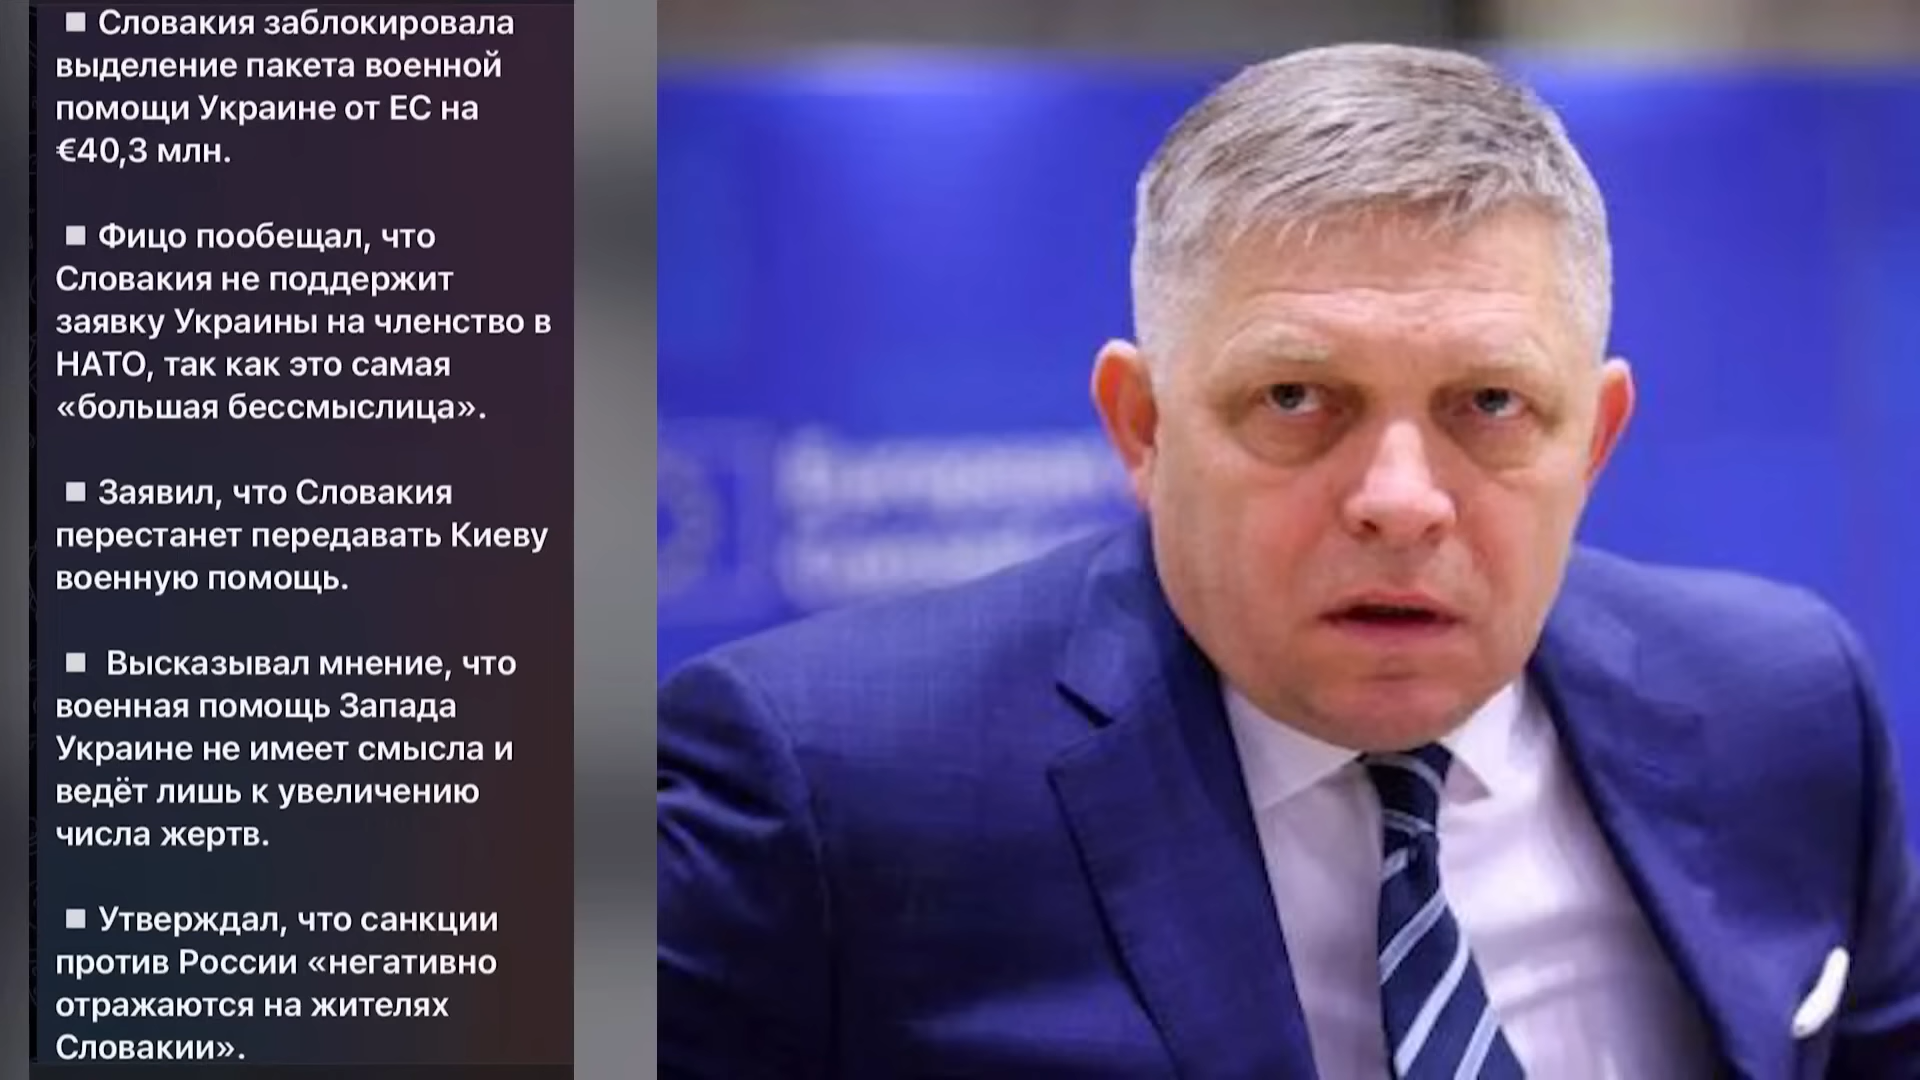 ▪ Словакия заблокировала
выделение пакета военной
помощи Украине от ЕС на
€40,3 млн.
▪ Фицо пообещал, что
Словакия не поддержит
заявку Украины на членство в
НАТО, так как это самая
«большая бессмыслица».
▪ Заявил, что Словакия
перестанет передавать Киеву
военную помощь.
▪ Высказывал мнение, что
военная помощь Запада
Украине не имеет смысла и
ведёт лишь к увеличению
числа жертв.
▪ Утверждал, что санкции
против России «негативно
отражаются на жителях
Словакии».